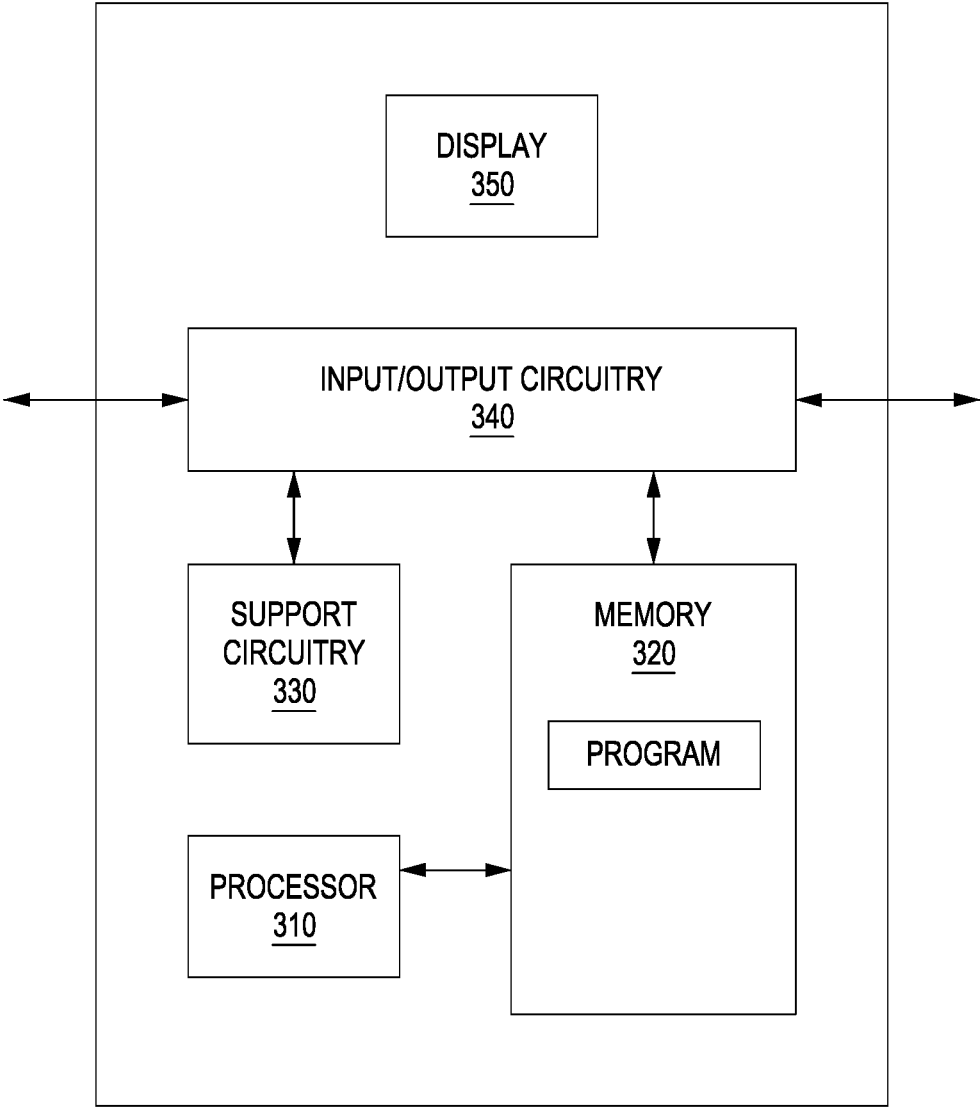 DISPLAY
350
INPUT/OUTPUT CIRCUITRY
340
SUPPORT
CIRCUITRY
330
MEMORY
320
PROGRAM
PROCESSOR
310